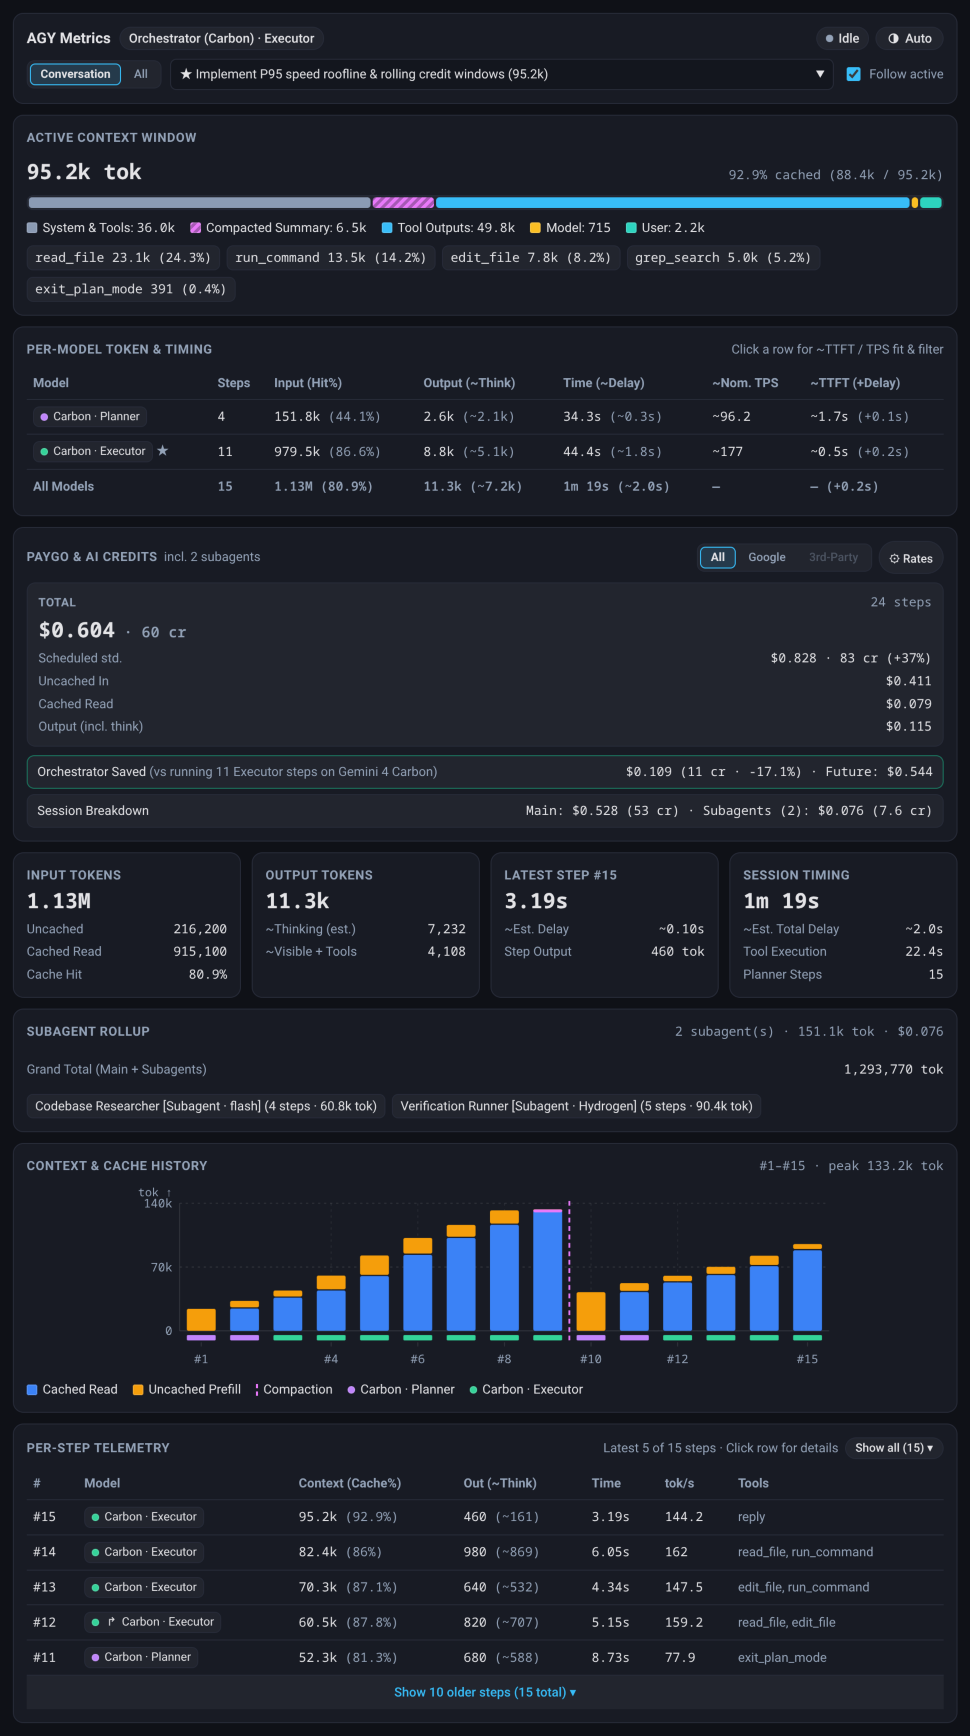 AGY Metrics Orchestrator (Carbon) · Executor Idle Auto
Conversation All ★ Implement P95 speed roofline & rolling credit windows (95.2k) ▼ Follow active
ACTIVE CONTEXT WINDOW
95.2k tok 92.9% cached (88.4k / 95.2k)
System & Tools: 36.0k Compacted Summary: 6.5k Tool Outputs: 49.8k Model: 715 User: 2.2k
read_file 23.1k (24.3%) run_command 13.5k (14.2%) edit_file 7.8k (8.2%) grep_search 5.0k (5.2%)
exit_plan_mode 391 (0.4%)
PER-MODEL TOKEN & TIMING Click a row for ~TTFT / TPS fit & filter
Model Steps Input (Hit%) Output (~Think) Time (~Delay) ~Nom. TPS ~TTFT (+Delay)
Carbon · Planner 4 151.8k (44.1%) 2.6k (~2.1k) 34.3s (~0.3s) ~96.2 ~1.7s (+0.1s)
Carbon · Executor ★ 11 979.5k (86.6%) 8.8k (~5.1k) 44.4s (~1.8s) ~177 ~0.5s (+0.2s)
All Models 15 1.13M (80.9%) 11.3k (~7.2k) 1m 19s (~2.0s) — — (+0.2s)
PAYGO & AI CREDITS incl. 2 subagents All Google 3rd-Party ⚙ Rates
TOTAL 24 steps
$0.604 · 60 cr
Scheduled std. $0.828 · 83 cr (+37%)
Uncached In $0.411
Cached Read $0.079
Output (incl. think) $0.115
Orchestrator Saved (vs running 11 Executor steps on Gemini 4 Carbon) $0.109 (11 cr · -17.1%) · Future: $0.544
Session Breakdown Main: $0.528 (53 cr) · Subagents (2): $0.076 (7.6 cr)
INPUT TOKENS
1.13M
Uncached 216,200
Cached Read 915,100
Cache Hit 80.9%
OUTPUT TOKENS
11.3k
~Thinking (est.) 7,232
~Visible + Tools 4,108
LATEST STEP #15
3.19s
~Est. Delay ~0.10s
Step Output 460 tok
SESSION TIMING
1m 19s
~Est. Total Delay ~2.0s
Tool Execution 22.4s
Planner Steps 15
SUBAGENT ROLLUP 2 subagent(s) · 151.1k tok · $0.076
Grand Total (Main + Subagents) 1,293,770 tok
Codebase Researcher [Subagent · flash] (4 steps · 60.8k tok) Verification Runner [Subagent · Hydrogen] (5 steps · 90.4k tok)
CONTEXT & CACHE HISTORY #1–#15 · peak 133.2k tok
tok ↑
140k
70k
0
#1 #4 #6 #8 #10 #12 #15
Cached Read Uncached Prefill Compaction Carbon · Planner Carbon · Executor
PER-STEP TELEMETRY Latest 5 of 15 steps · Click row for details Show all (15) ▾
# Model Context (Cache%) Out (~Think) Time tok/s Tools
#15 Carbon · Executor 95.2k (92.9%) 460 (~161) 3.19s 144.2 reply
#14 Carbon · Executor 82.4k (86%) 980 (~869) 6.05s 162 read_file, run_command
#13 Carbon · Executor 70.3k (87.1%) 640 (~532) 4.34s 147.5 edit_file, run_command
#12 ↱ Carbon · Executor 60.5k (87.8%) 820 (~707) 5.15s 159.2 read_file, edit_file
#11 Carbon · Planner 52.3k (81.3%) 680 (~588) 8.73s 77.9 exit_plan_mode
Show 10 older steps (15 total) ▾